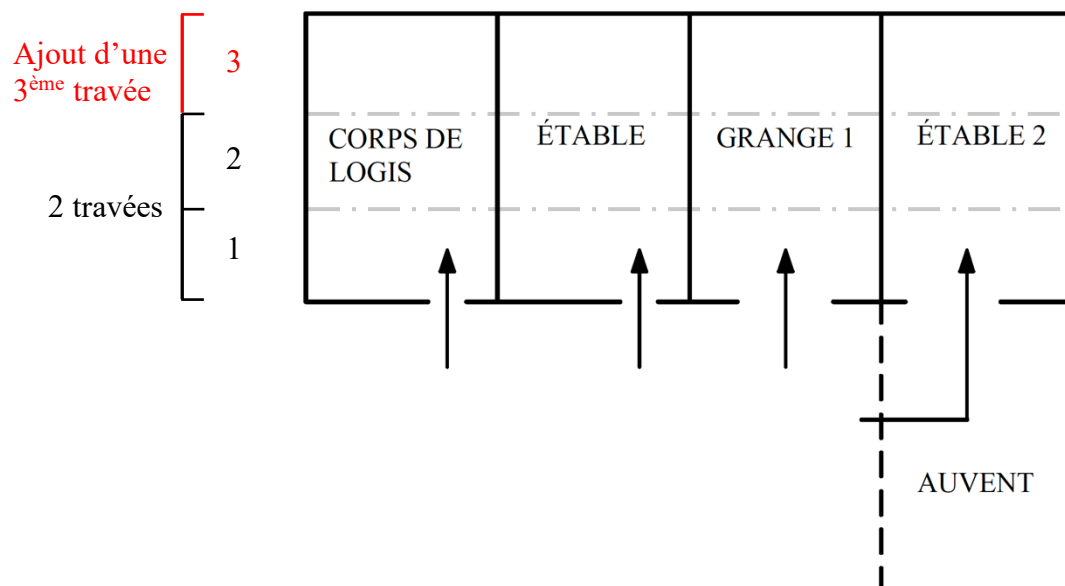 Ajout d’une
3ème travée
3
2 travées
2
1
CORPS DE
LOGIS
ÉTABLE
GRANGE 1
ÉTABLE 2
AUVENT